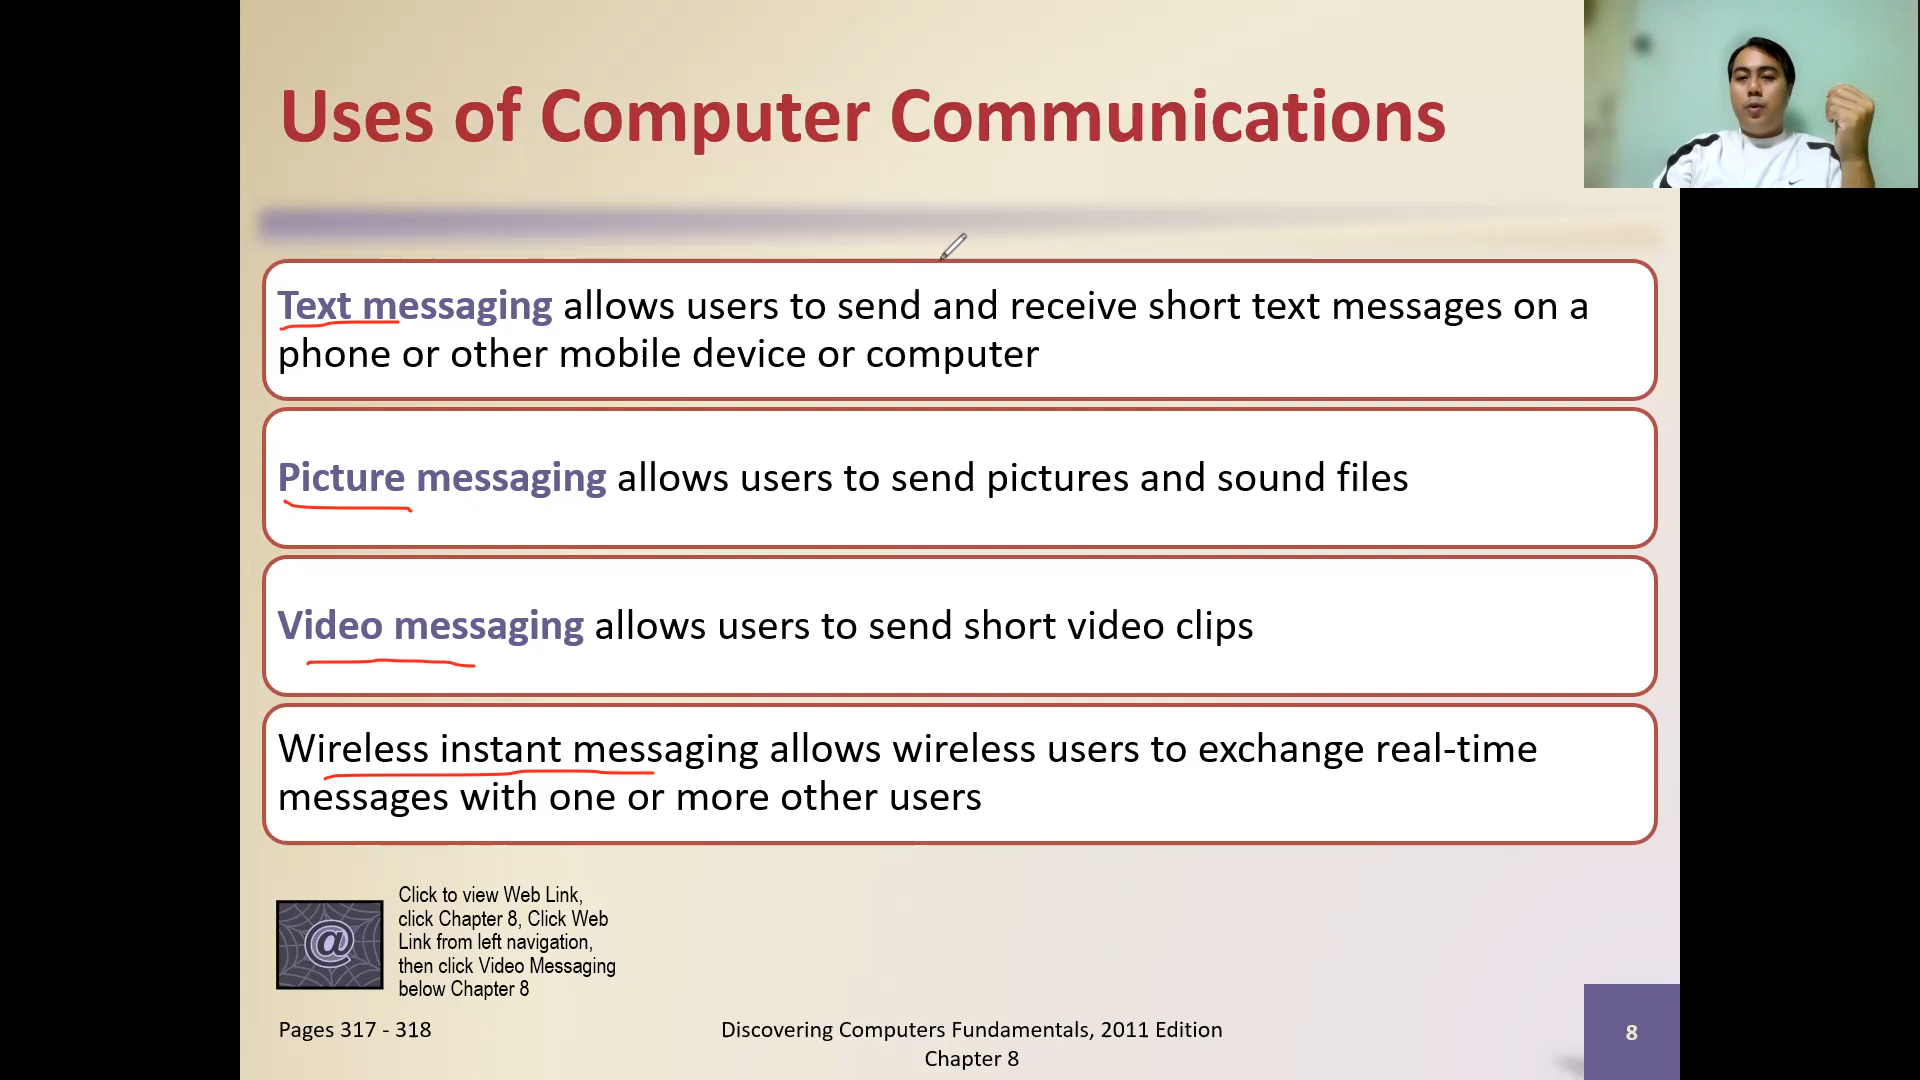 Uses of Computer Communications
Text messaging allows users to send and receive short text messages on a
phone or other mobile device or computer
Picture messaging allows users to send pictures and sound files
Video messaging allows users to send short video clips
Wireless instant messaging allows wireless users to exchange real-time
messages with one or more other users
@
Click to view Web Link,
click Chapter 8, Click Web
Link from left navigation,
then click Video Messaging
below Chapter 8
Pages 317 - 318
Discovering Computers Fundamentals, 2011 Edition
Chapter 8
8